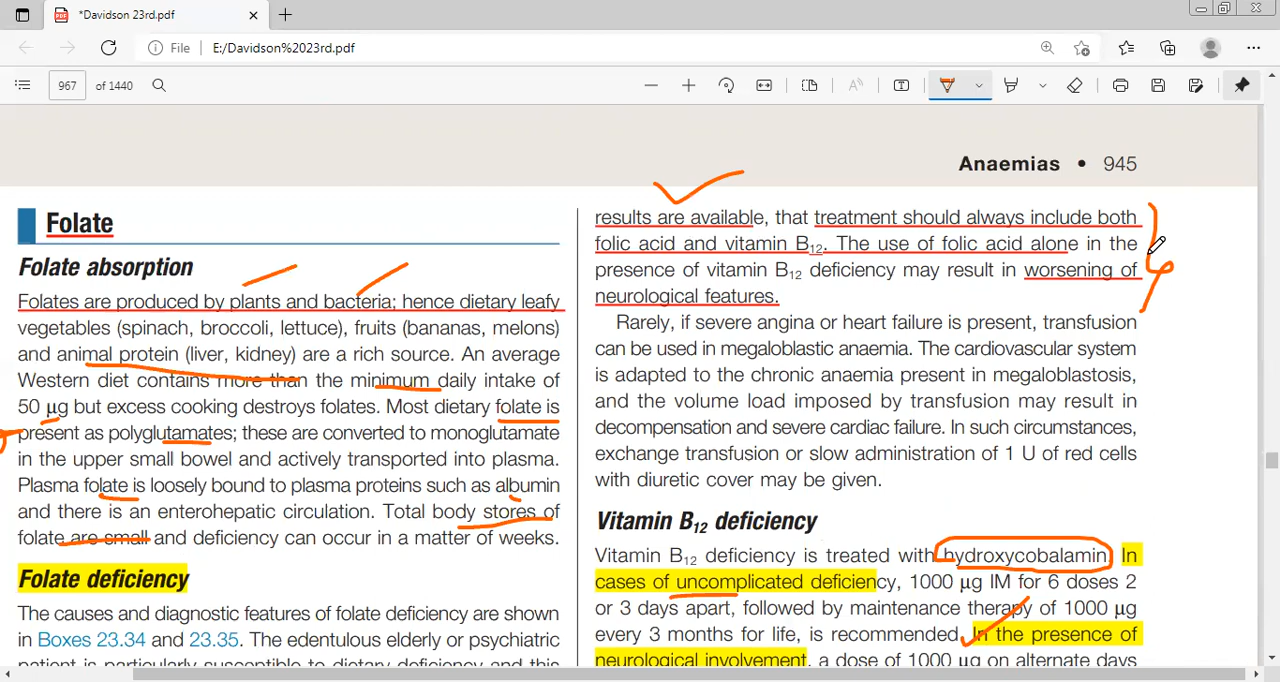 *Davidson 23rd.pdf
File E:/Davidson%2023rd.pdf
967 of 1440
Anaemias • 945
Folate
Folate absorption
Folates are produced by plants and bacteria; hence dietary leafy
vegetables (spinach, broccoli, lettuce), fruits (bananas, melons)
and animal protein (liver, kidney) are a rich source. An average
Western diet contains more than the minimum daily intake of
50 μg but excess cooking destroys folates. Most dietary folate is
present as polyglutamates; these are converted to monoglutamate
in the upper small bowel and actively transported into plasma.
Plasma folate is loosely bound to plasma proteins such as albumin
and there is an enterohepatic circulation. Total body stores of
folate are small and deficiency can occur in a matter of weeks.
Folate deficiency
The causes and diagnostic features of folate deficiency are shown
in Boxes 23.34 and 23.35. The edentulous elderly or psychiatric
patient is particularly susceptible to dietary deficiency and this
results are available, that treatment should always include both
folic acid and vitamin B12. The use of folic acid alone in the
presence of vitamin B12 deficiency may result in worsening of
neurological features.
Rarely, if severe angina or heart failure is present, transfusion
can be used in megaloblastic anaemia. The cardiovascular system
is adapted to the chronic anaemia present in megaloblastosis,
and the volume load imposed by transfusion may result in
decompensation and severe cardiac failure. In such circumstances,
exchange transfusion or slow administration of 1 U of red cells
with diuretic cover may be given.
Vitamin B12 deficiency
Vitamin B12 deficiency is treated with hydroxycobalamin. In
cases of uncomplicated deficiency, 1000 μg IM for 6 doses 2
or 3 days apart, followed by maintenance therapy of 1000 μg
every 3 months for life, is recommended. In the presence of
neurological involvement, a dose of 1000 μg on alternate days